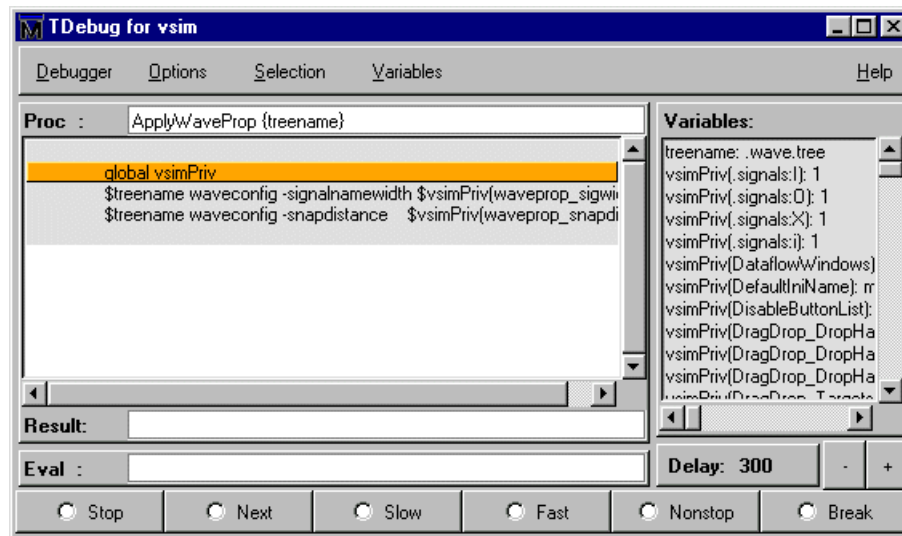 TDebug for vsim
Debugger Options Selection Variables Help
Proc : ApplyWaveProp {treename}
global vsimPriv
$treename waveconfig -signalnamewidth $vsimPriv(waveprop_sigwi
$treename waveconfig -snapdistance $vsimPriv(waveprop_snapdi
Result:
Eval :
Variables:
treename: .wave.tree
vsimPriv(.signals:I): 1
vsimPriv(.signals:O): 1
vsimPriv(.signals:X): 1
vsimPriv(.signals:i): 1
vsimPriv(DataflowWindows)
vsimPriv(DefaultIniName): m
vsimPriv(DisableButtonList):
vsimPriv(DragDrop_DropHa
vsimPriv(DragDrop_DropHa
vsimPriv(DragDrop_DropHa
vsimPriv(DragDrop_Targets
Delay: 300 - +
Stop Next Slow Fast Nonstop Break